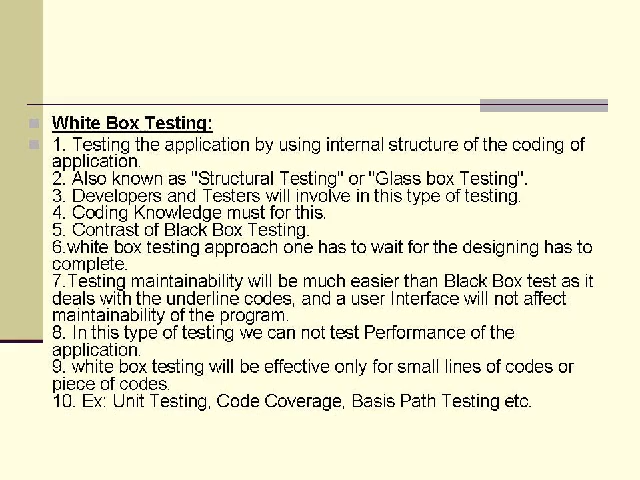 White Box Testing:
1. Testing the application by using internal structure of the coding of
application.
2. Also known as "Structural Testing" or "Glass box Testing".
3. Developers and Testers will involve in this type of testing.
4. Coding Knowledge must for this.
5. Contrast of Black Box Testing.
6.white box testing approach one has to wait for the designing has to
complete.
7.Testing maintainability will be much easier than Black Box test as it
deals with the underline codes, and a user Interface will not affect
maintainability of the program.
8. In this type of testing we can not test Performance of the
application.
9. white box testing will be effective only for small lines of codes or
piece of codes.
10. Ex: Unit Testing, Code Coverage, Basis Path Testing etc.